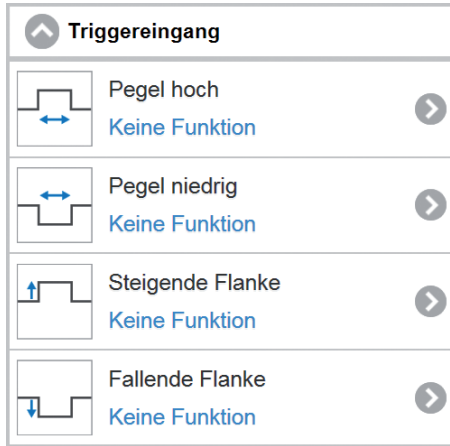 Triggereingang
Pegel hoch
Keine Funktion
Pegel niedrig
Keine Funktion
Steigende Flanke
Keine Funktion
Fallende Flanke
Keine Funktion